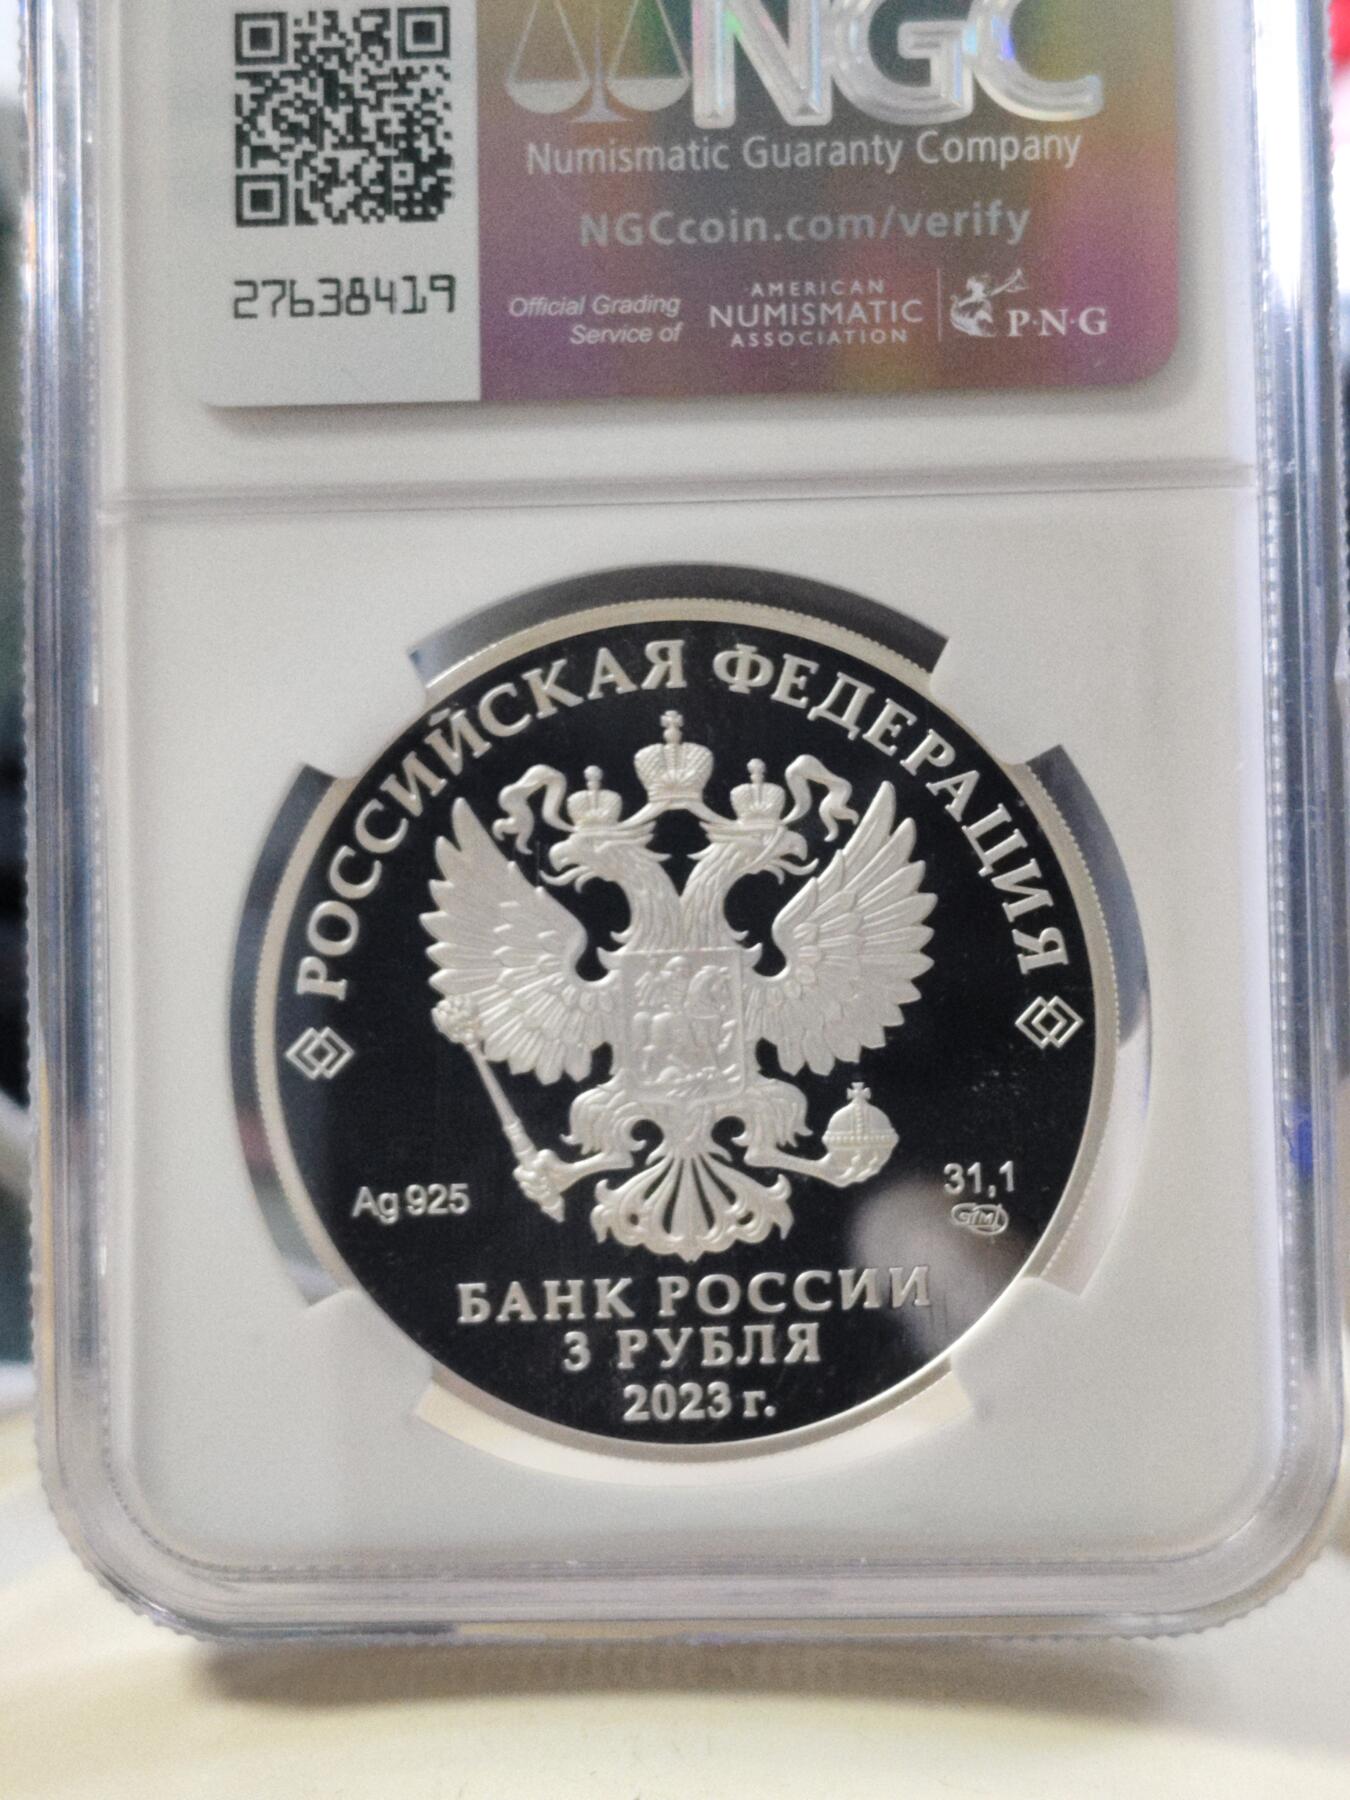 NGC
Numismatic Guaranty Company
NGCcoin.com/verify
27638419
Official Grading
Service of
AMERICAN
NUMISMATIC
ASSOCIATION
P·N·G
РОССИЙСКАЯ ФЕДЕРАЦИЯ
Ag 925
31,1
БАНК РОССИИ
3 РУБЛЯ
2023 г.